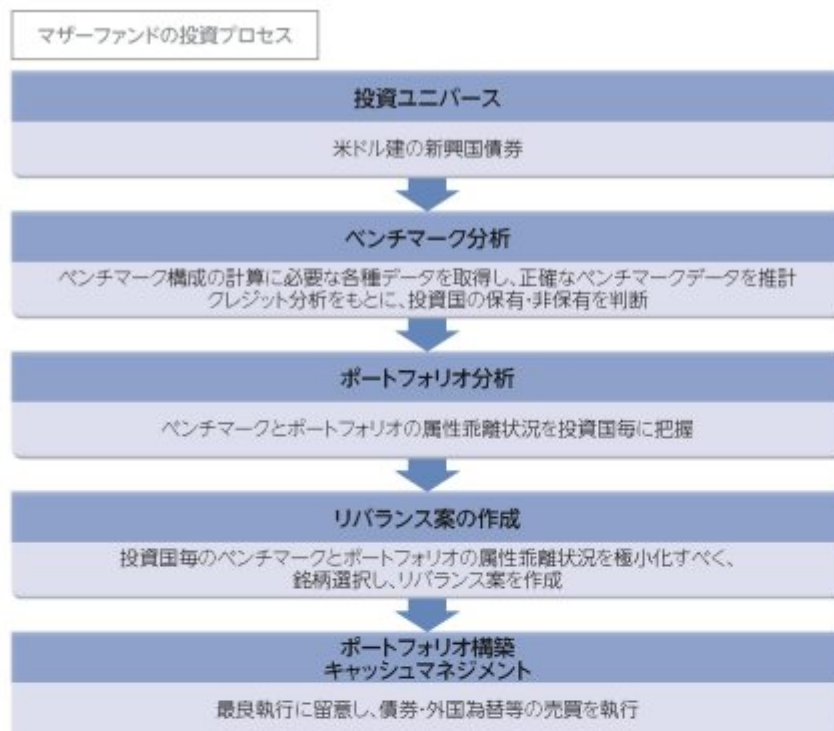 マザーファンドの投資プロセス
投資ユニバース
米ドル建の新興国債券
ベンチマーク分析
ベンチマーク構成の計算に必要な各種データを取得し、正確なベンチマークデータを推計
クレジット分析をもとに、投資国の保有・非保有を判断
ポートフォリオ分析
ベンチマークとポートフォリオの属性乖離状況を投資国毎に把握
リバランス案の作成
投資国毎のベンチマークとポートフォリオの属性乖離状況を極小化すべく、
銘柄選択し、リバランス案を作成
ポートフォリオ構築
キャッシュマネジメント
最良執行に留意し、債券・外国為替等の売買を執行